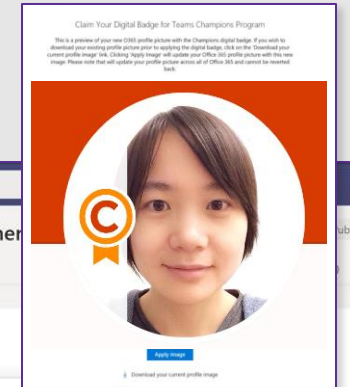 Claim Your Digital Badge for Teams Champions Program
This is a preview of your new O365 profile picture with the Champions digital badge. If you wish to
download your existing profile picture prior to applying the digital badge, click on the 'Download your
current profile image' link. Clicking 'Apply Image' will update your Office 365 profile picture with this new
image. Please note that will update your profile picture across all of Office 365 and cannot be reverted
back.
C
ner
ub
Apply image
Download your current profile image